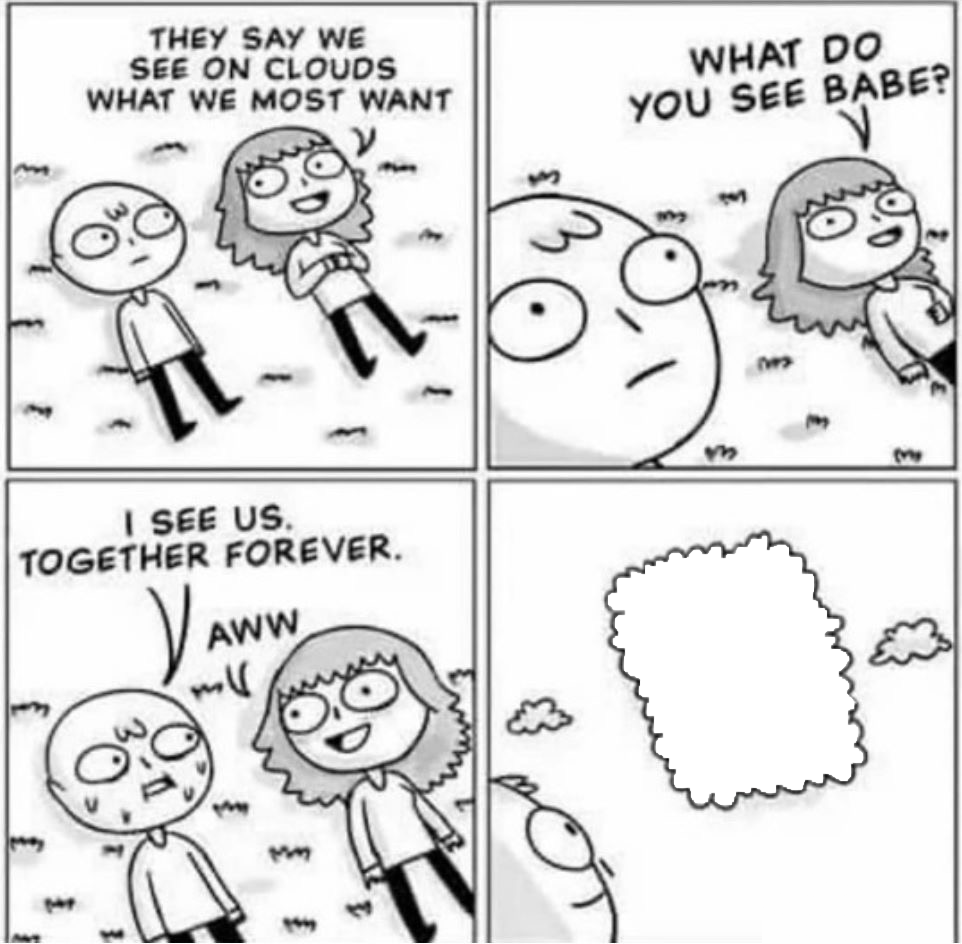 THEY SAY WE
SEE ON CLOUDS
WHAT WE MOST WANT
WHAT DO
YOU SEE BABE?
I SEE US.
TOGETHER FOREVER.
AWW